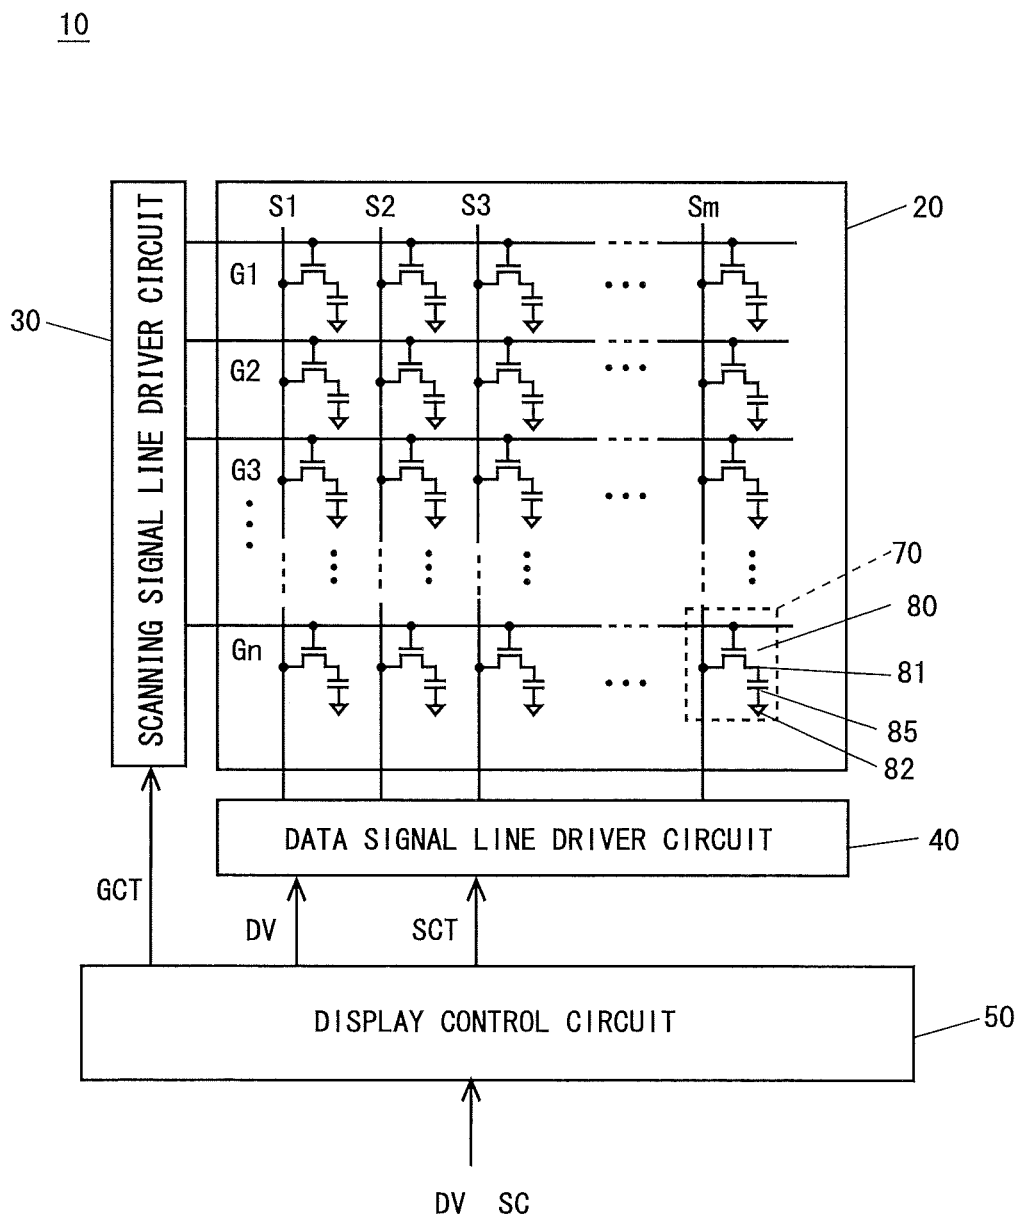 10
S1 S2 S3 Sm
20
G1
30
G2
G3
70
80
Gn
81
85
82
SCANNING SIGNAL LINE DRIVER CIRCUIT
DATA SIGNAL LINE DRIVER CIRCUIT
40
GCT
DV SCT
DISPLAY CONTROL CIRCUIT
50
DV SC